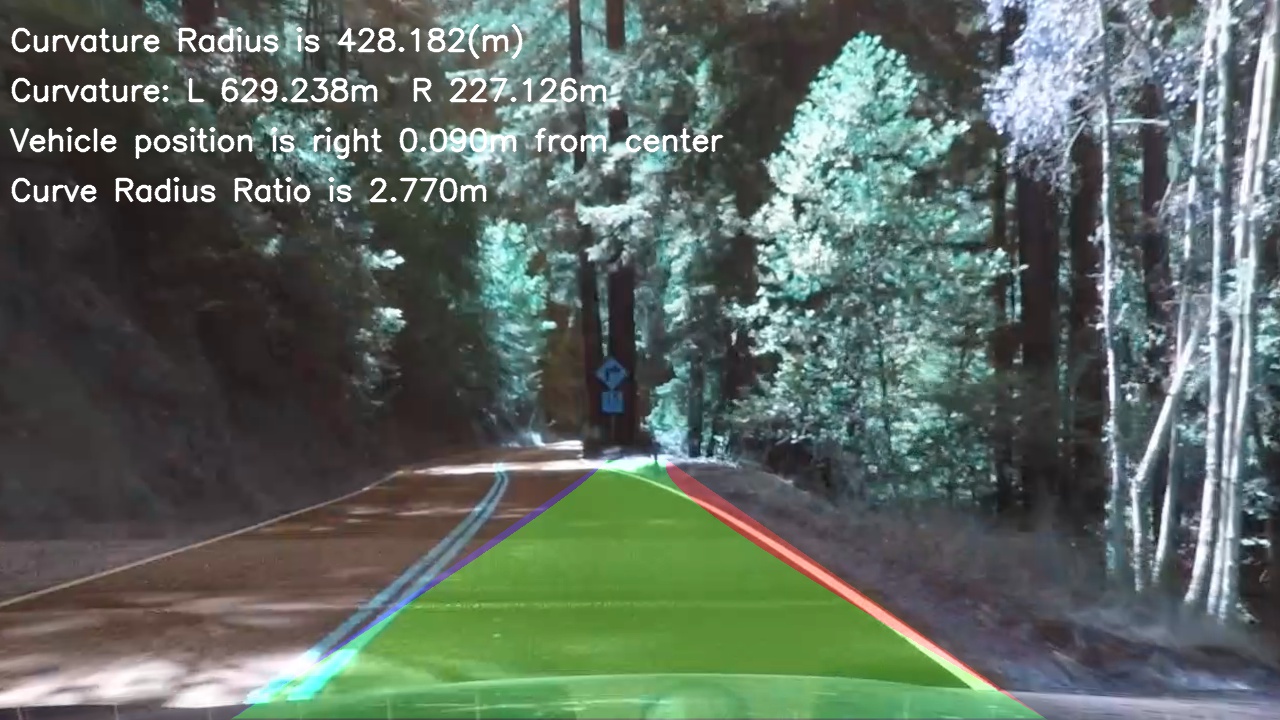 Curvature Radius is 428.182(m)
Curvature: L 629.238m R 227.126m
Vehicle position is right 0.090m from center
Curve Radius Ratio is 2.770m